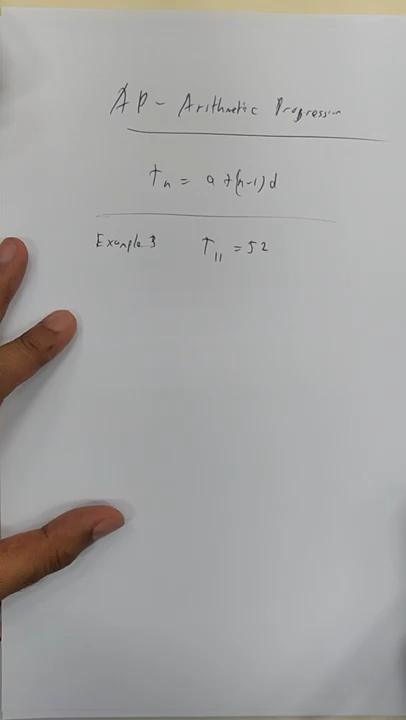 AP - Arithmetic Progression
Tn = a + (n-1)d
Example 3 T11 = 52